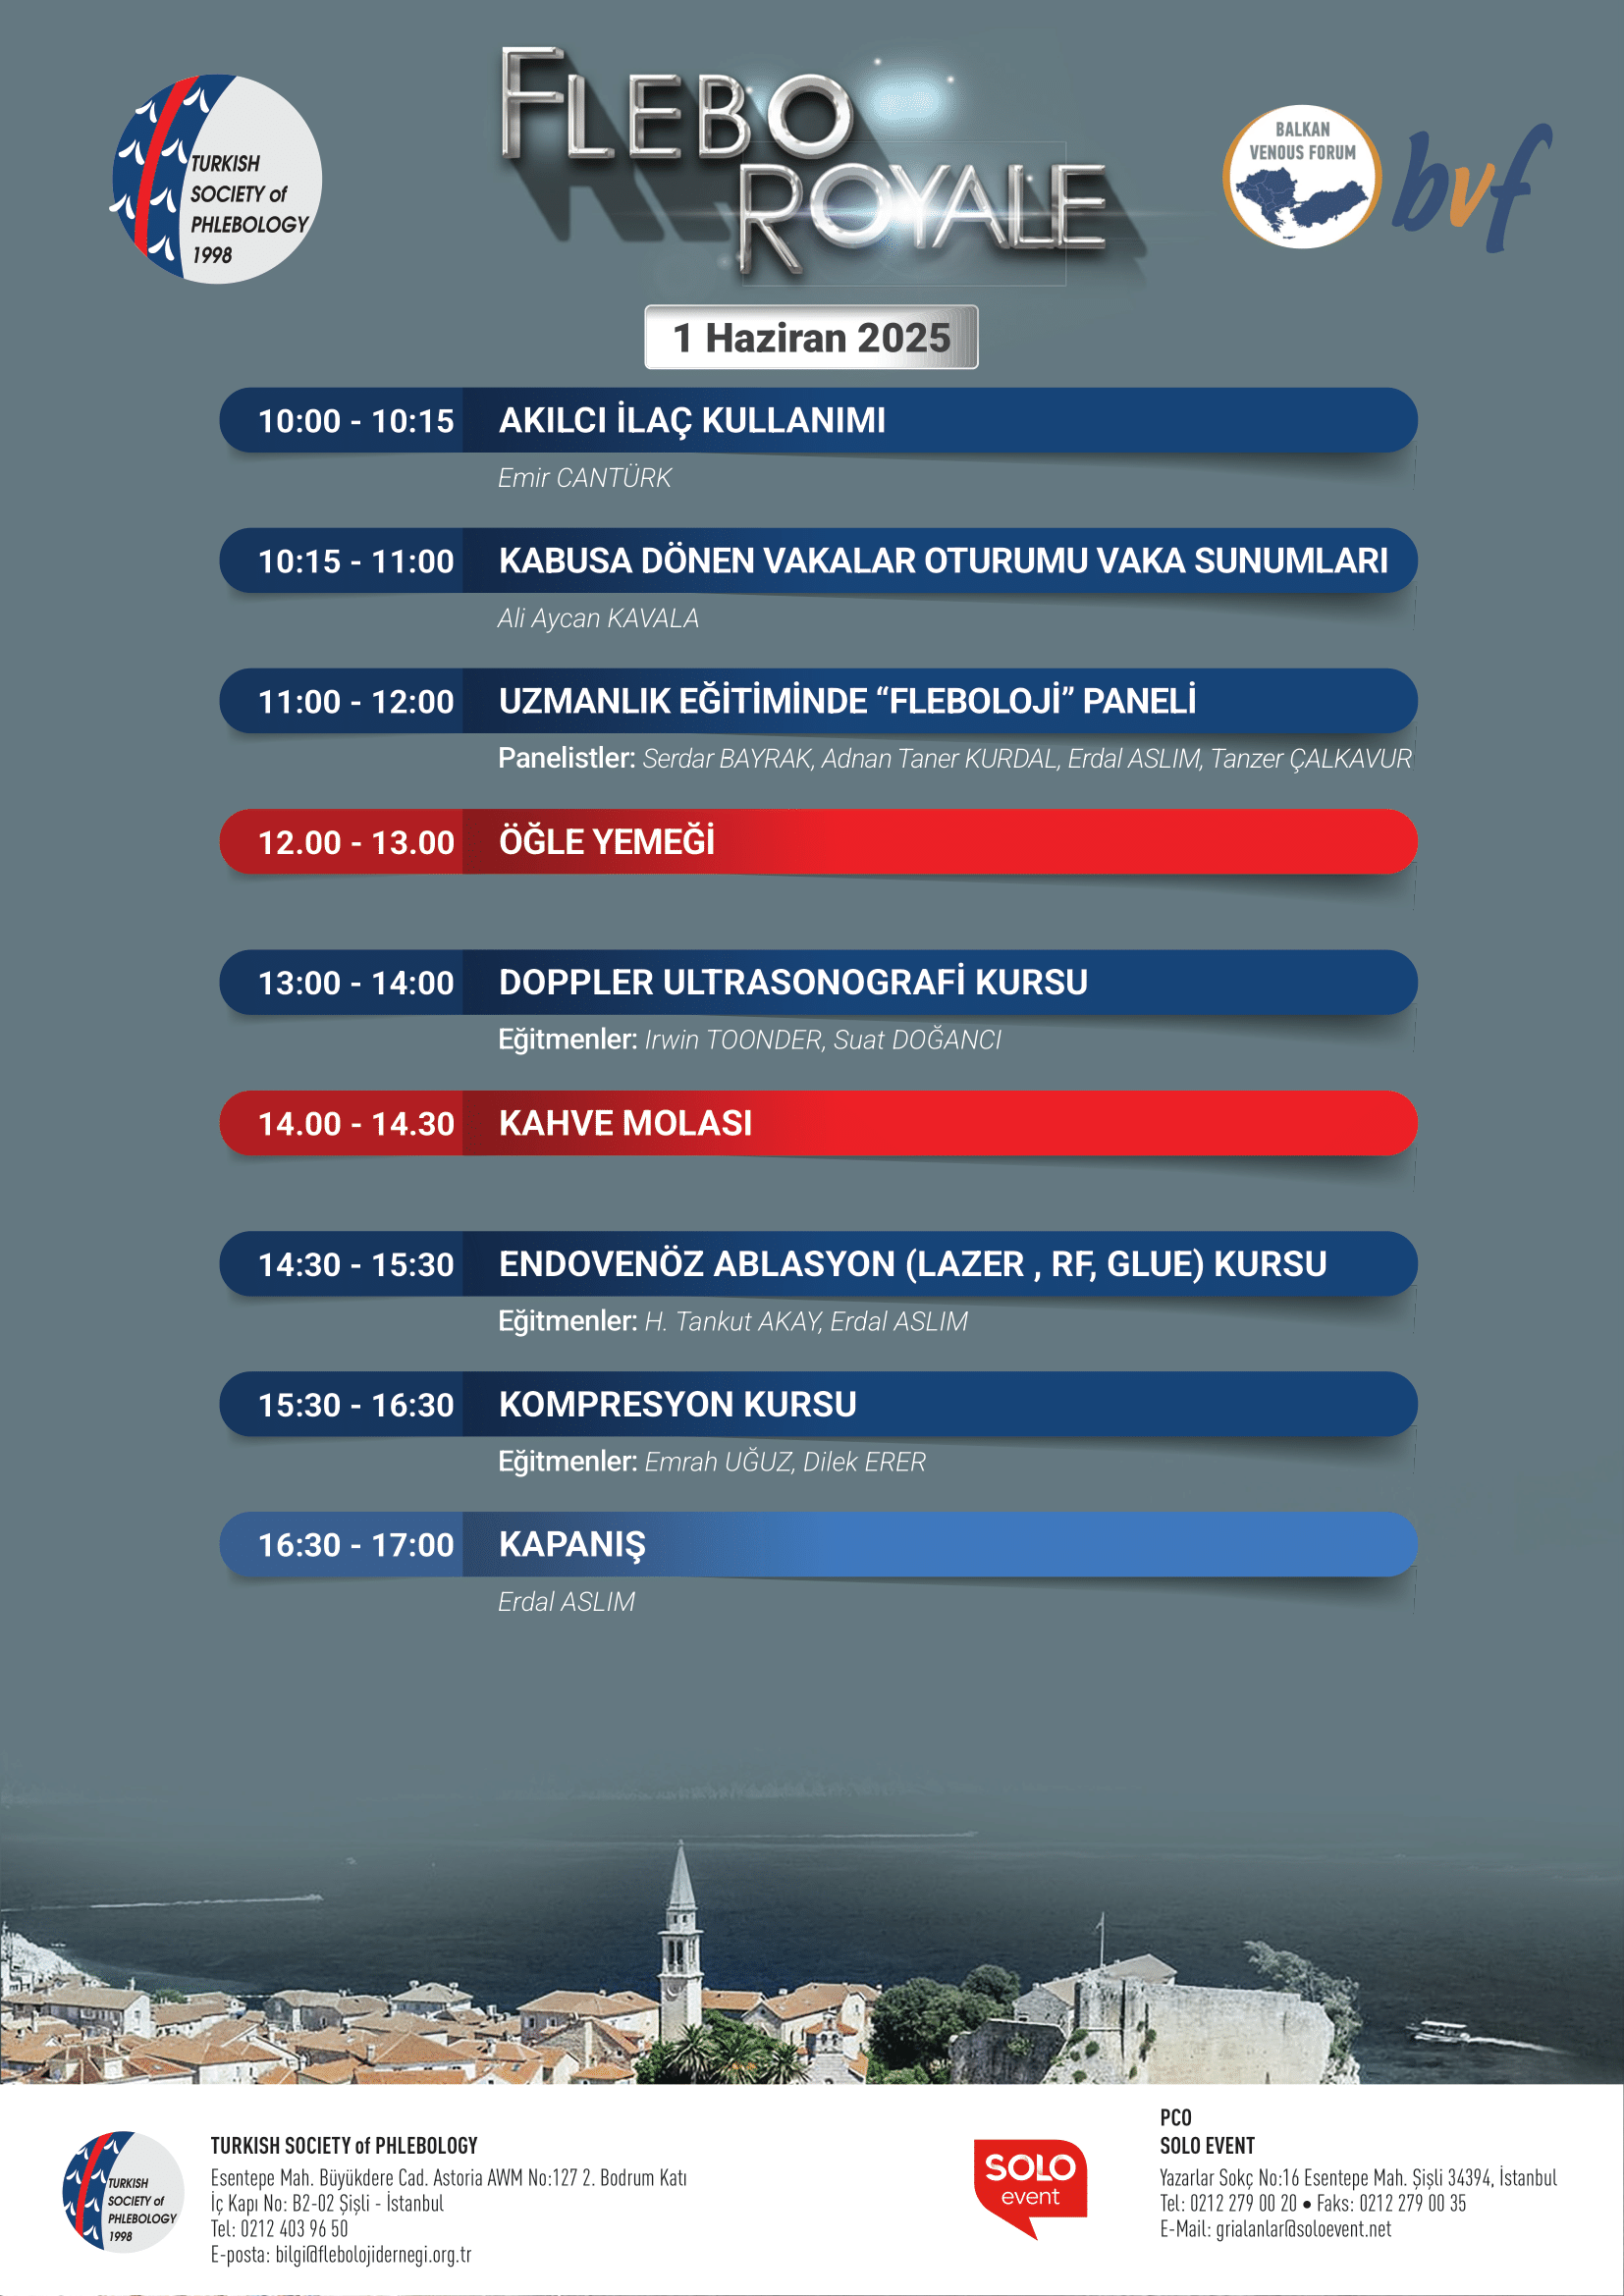 TURKISH
SOCIETY of
PHLEBOLOGY
1998
FLEBO
ROYALE
BALKAN
VENOUS FORUM
bvf
1 Haziran 2025
10:00 - 10:15 AKILCI İLAÇ KULLANIMI
Emir CANTÜRK
10:15 - 11:00 KABUSA DÖNEN VAKALAR OTURUMU VAKA SUNUMLARI
Ali Aycan KAVALA
11:00 - 12:00 UZMANLIK EĞİTİMİNDE “FLEBOLOJİ” PANELİ
Panelistler: Serdar BAYRAK, Adnan Taner KURDAL, Erdal ASLIM, Tanzer ÇALKAVUR
12.00 - 13.00 ÖĞLE YEMEĞİ
13:00 - 14:00 DOPPLER ULTRASONOGRAFİ KURSU
Eğitmenler: Irwin TOONDER, Suat DOĞANCI
14.00 - 14.30 KAHVE MOLASI
14:30 - 15:30 ENDOVENÖZ ABLASYON (LAZER , RF, GLUE) KURSU
Eğitmenler: H. Tankut AKAY, Erdal ASLIM
15:30 - 16:30 KOMPRESYON KURSU
Eğitmenler: Emrah UĞUZ, Dilek ERER
16:30 - 17:00 KAPANIŞ
Erdal ASLIM
TURKISH
SOCIETY of
PHLEBOLOGY
1998
TURKISH SOCIETY of PHLEBOLOGY
Esentepe Mah. Büyükdere Cad. Astoria AWM No:127 2. Bodrum Katı
İç Kapı No: B2-02 Şişli - İstanbul
Tel: 0212 403 96 50
E-posta: bilgi@flebolojidernegi.org.tr
SOLO
event
PCO
SOLO EVENT
Yazarlar Sokç No:16 Esentepe Mah. Şişli 34394, İstanbul
Tel: 0212 279 00 20 • Faks: 0212 279 00 35
E-Mail: grialanlar@soloevent.net